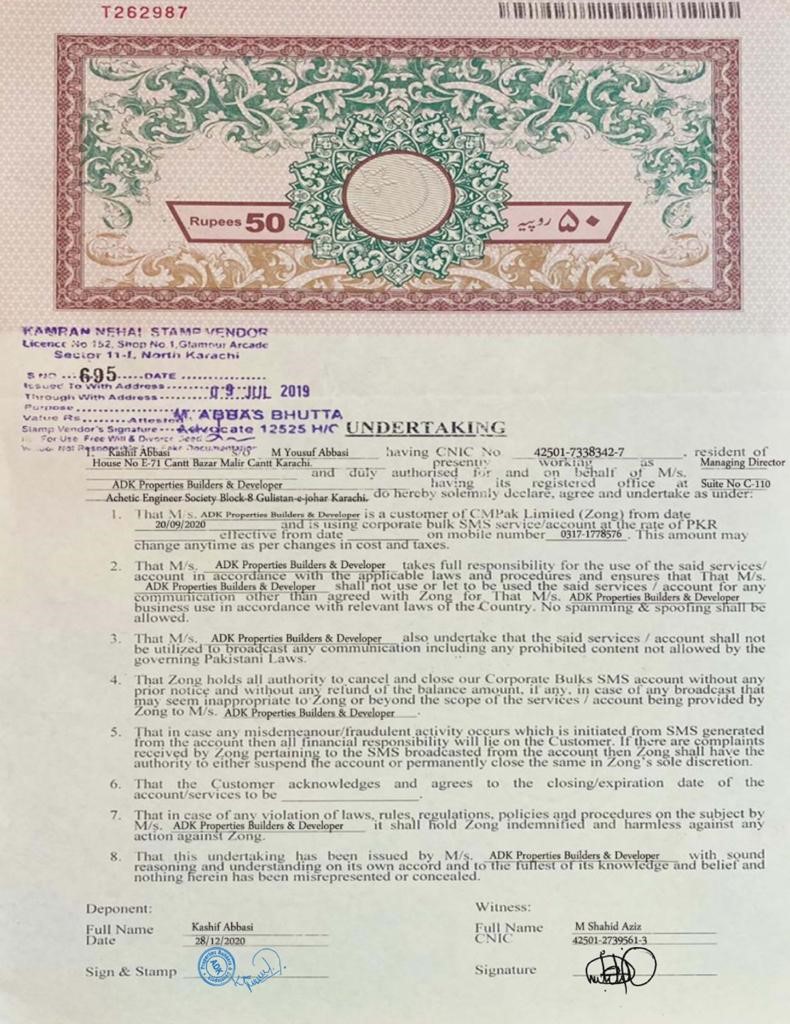 T262987
Rupees 50
۵۰ روپیہ
KAMRAN NEHAL STAMP VENDOR
Licence No 152, Shop No 1, Glamour Arcade
Sector 11-I, North Karachi
S NO ... 695 .....DATE ..................
Issued To With Address ........... 09 JUL 2019
Through With Address ............
Purpose ..........
Value Rs .......... Attested M. ABBAS BHUTTA
Stamp Vendor's Signature Advocate 12525 H/C
For Use Free Will & Divorce Deed
UNDERTAKING
I. Kashif Abbasi S/O M Yousuf Abbasi having CNIC No 42501-7338342-7 , resident of
House No E-71 Cantt Bazar Malir Cantt Karachi. presently working as Managing Director
and duly authorised for and on behalf of M/s.
ADK Properties Builders & Developer having its registered office at Suite No C-110
Achetic Engineer Society Block-8 Gulistan-e-johar Karachi. do hereby solemnly declare, agree and undertake as under:
1. That M/s. ADK Properties Builders & Developer is a customer of CMPak Limited (Zong) from date
20/09/2020 and is using corporate bulk SMS service/account at the rate of PKR
effective from date on mobile number 0317-1778576 . This amount may
change anytime as per changes in cost and taxes.
2. That M/s. ADK Properties Builders & Developer takes full responsibility for the use of the said services/
account in accordance with the applicable laws and procedures and ensures that That M/s.
ADK Properties Builders & Developer shall not use or let to be used the said services / account for any
communication other than agreed with Zong for That M/s. ADK Properties Builders & Developer
business use in accordance with relevant laws of the Country. No spamming & spoofing shall be
allowed.
3. That M/s. ADK Properties Builders & Developer also undertake that the said services / account shall not
be utilized to broadcast any communication including any prohibited content not allowed by the
governing Pakistani Laws.
4. That Zong holds all authority to cancel and close our Corporate Bulks SMS account without any
prior notice and without any refund of the balance amount, if any, in case of any broadcast that
may seem inappropriate to Zong or beyond the scope of the services / account being provided by
Zong to M/s. ADK Properties Builders & Developer .
5. That in case any misdemeanour/fraudulent activity occurs which is initiated from SMS generated
from the account then all financial responsibility will lie on the Customer. If there are complaints
received by Zong pertaining to the SMS broadcasted from the account then Zong shall have the
authority to either suspend the account or permanently close the same in Zong's sole discretion.
6. That the Customer acknowledges and agrees to the closing/expiration date of the
account/services to be ____________________.
7. That in case of any violation of laws, rules, regulations, policies and procedures on the subject by
M/s. ADK Properties Builders & Developer it shall hold Zong indemnified and harmless against any
action against Zong.
8. That this undertaking has been issued by M/s. ADK Properties Builders & Developer with sound
reasoning and understanding on its own accord and to the fullest of its knowledge and belief and
nothing herein has been misrepresented or concealed.
Deponent:
Full Name Kashif Abbasi
Date 28/12/2020
Sign & Stamp ADK
Witness:
Full Name M Shahid Aziz
CNIC 42501-2739561-3
Signature